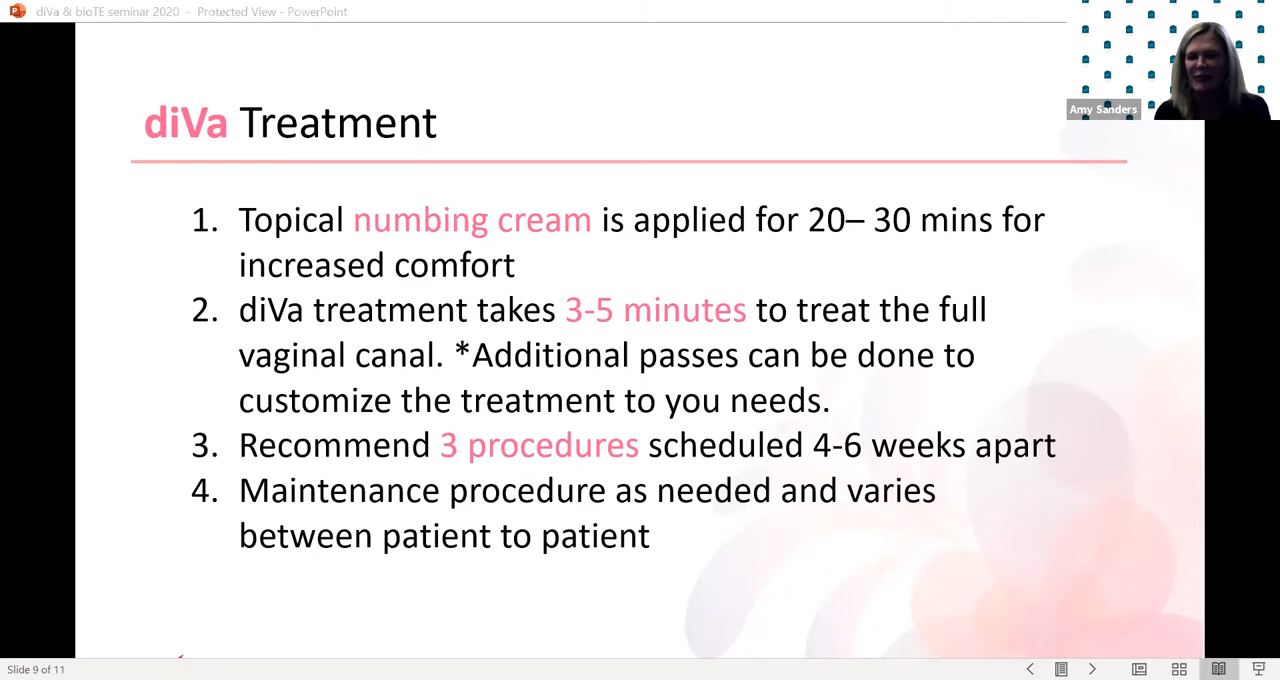 diVa & bioTE seminar 2020 - Protected View - PowerPoint
Amy Sanders
diVa Treatment
1. Topical numbing cream is applied for 20– 30 mins for
increased comfort
2. diVa treatment takes 3-5 minutes to treat the full
vaginal canal. *Additional passes can be done to
customize the treatment to you needs.
3. Recommend 3 procedures scheduled 4-6 weeks apart
4. Maintenance procedure as needed and varies
between patient to patient
Slide 9 of 11